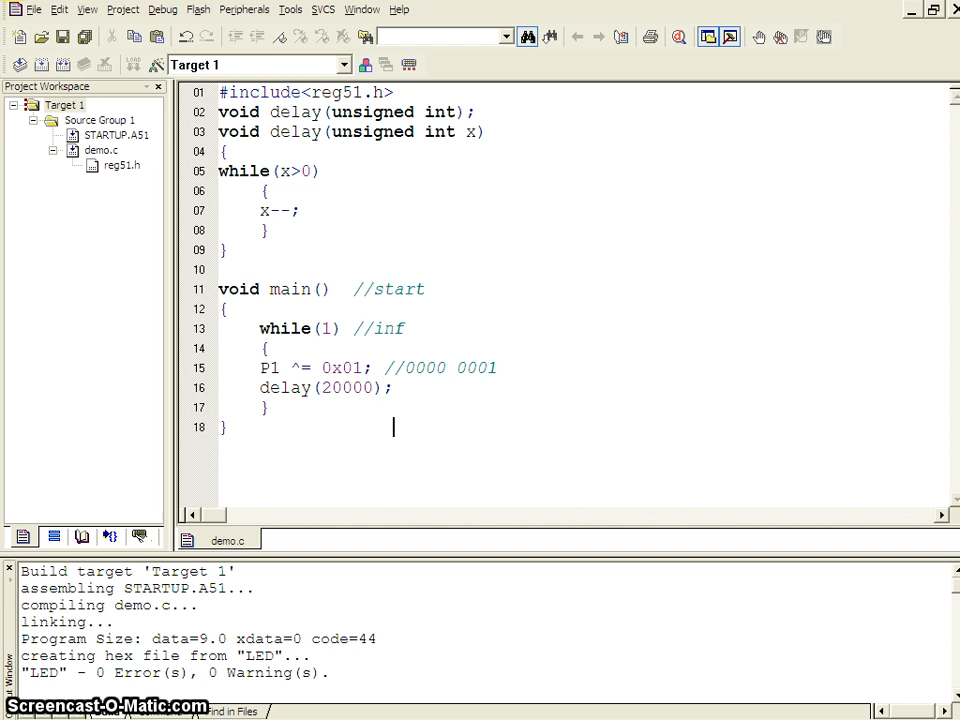 File Edit View Project Debug Flash Peripherals Tools SVCS Window Help
LOAD
Target 1
Project Workspace
Target 1
Source Group 1
STARTUP.A51
demo.c
reg51.h
01 #include<reg51.h>
02 void delay(unsigned int);
03 void delay(unsigned int x)
04 {
05 while(x>0)
06 {
07 x--;
08 }
09 }
10
11 void main() //start
12 {
13 while(1) //inf
14 {
15 P1 ^= 0x01; //0000 0001
16 delay(20000);
17 }
18 }
demo.c
Build target 'Target 1'
assembling STARTUP.A51...
compiling demo.c...
linking...
Program Size: data=9.0 xdata=0 code=44
creating hex file from "LED"...
"LED" - 0 Error(s), 0 Warning(s).
Find in Files
Screencast-O-Matic.com